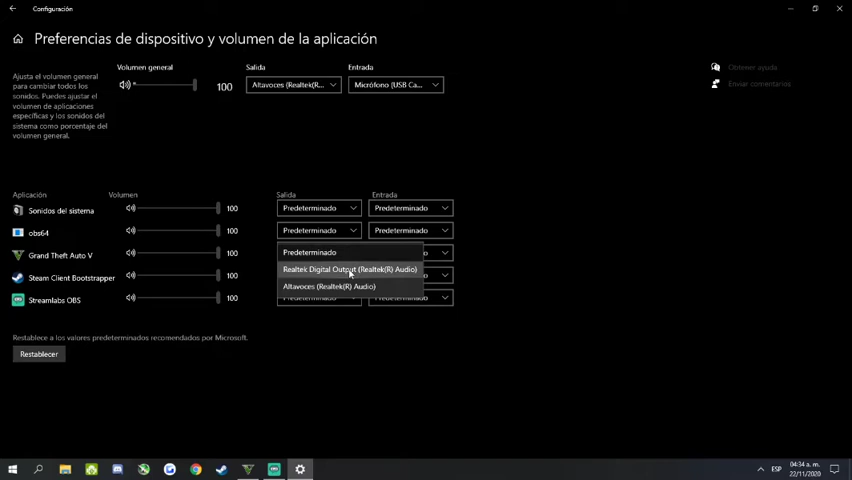 Configuración
Preferencias de dispositivo y volumen de la aplicación
Ajusta el volumen general
para cambiar todos los
sonidos. Puedes ajustar el
volumen de aplicaciones
específicas y los sonidos del
sistema como porcentaje del
volumen general.
Volumen general
100
Salida
Altavoces (Realtek(R...
Entrada
Micrófono (USB Ca...
Obtener ayuda
Enviar comentarios
Aplicación Volumen Salida Entrada
Sonidos del sistema 100 Predeterminado Predeterminado
obs64 100 Predeterminado Predeterminado
Grand Theft Auto V 100
Steam Client Bootstrapper 100
Streamlabs OBS 100 Predeterminado Predeterminado
Predeterminado
Realtek Digital Output (Realtek(R) Audio)
Altavoces (Realtek(R) Audio)
Restablece a los valores predeterminados recomendados por Microsoft.
Restablecer
ESP
04:34 a. m.
22/11/2020